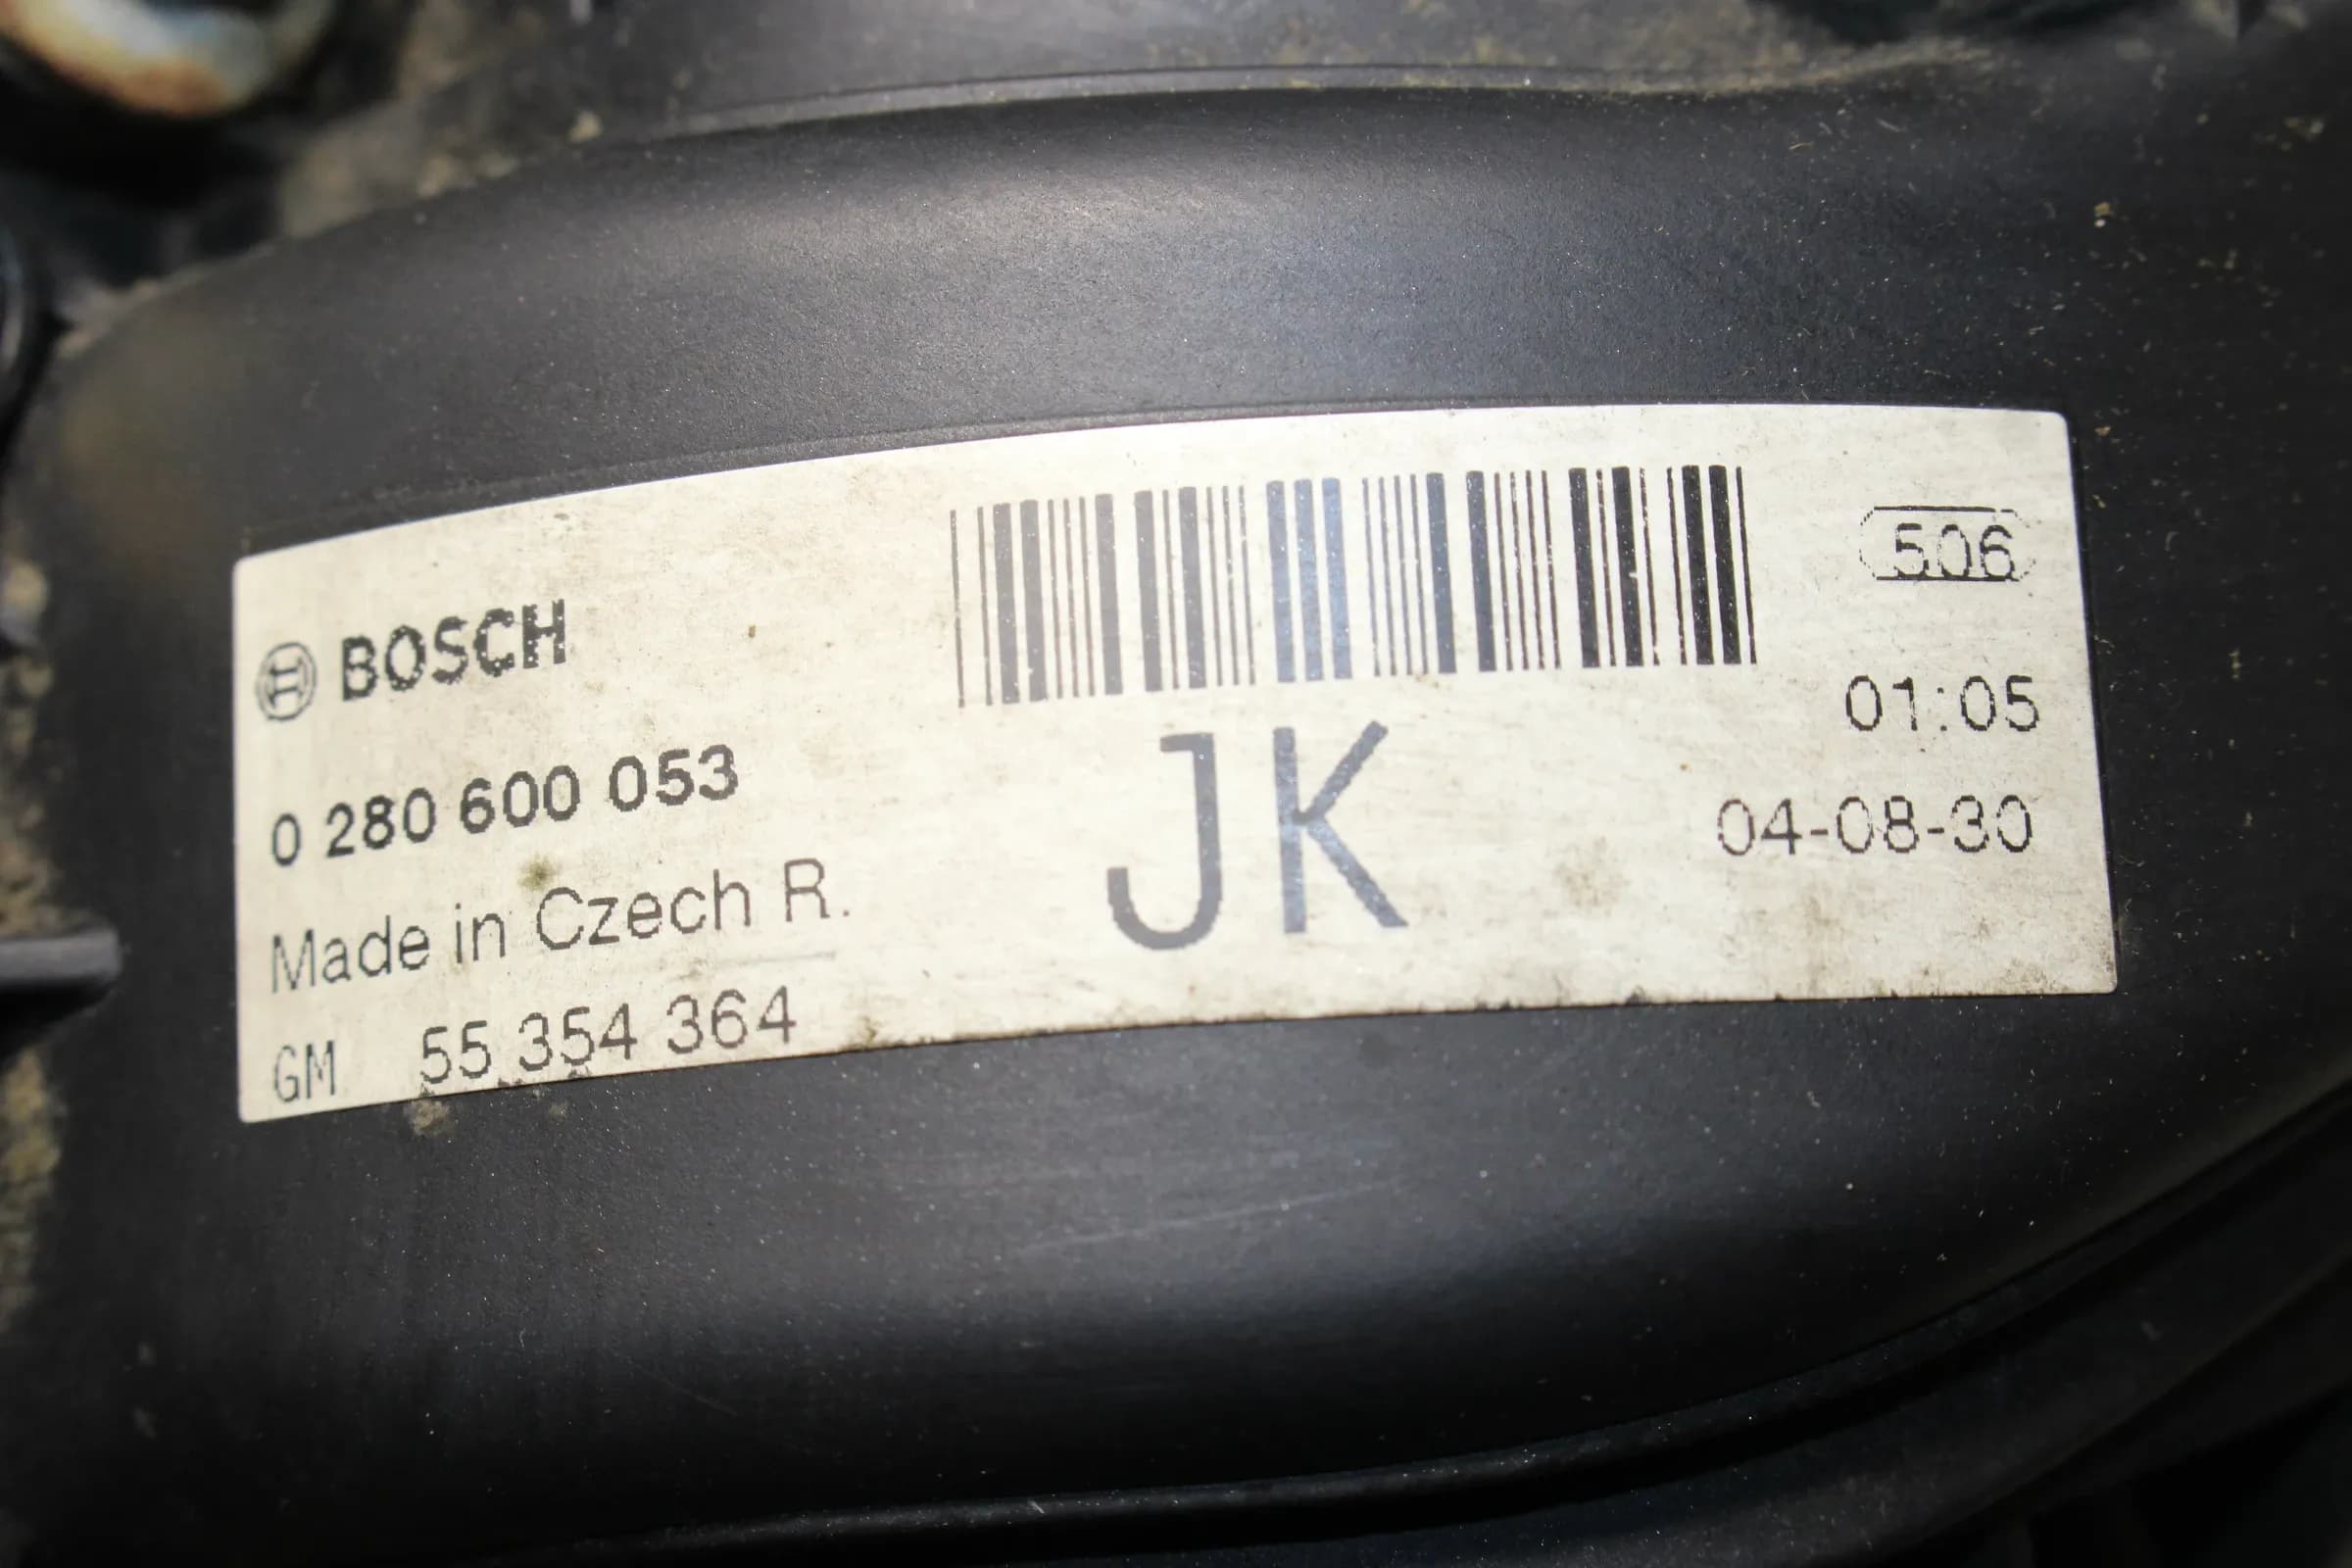 BOSCH
0 280 600 053
Made in Czech R.
GM 55 354 364
JK
506
01:05
04-08-30